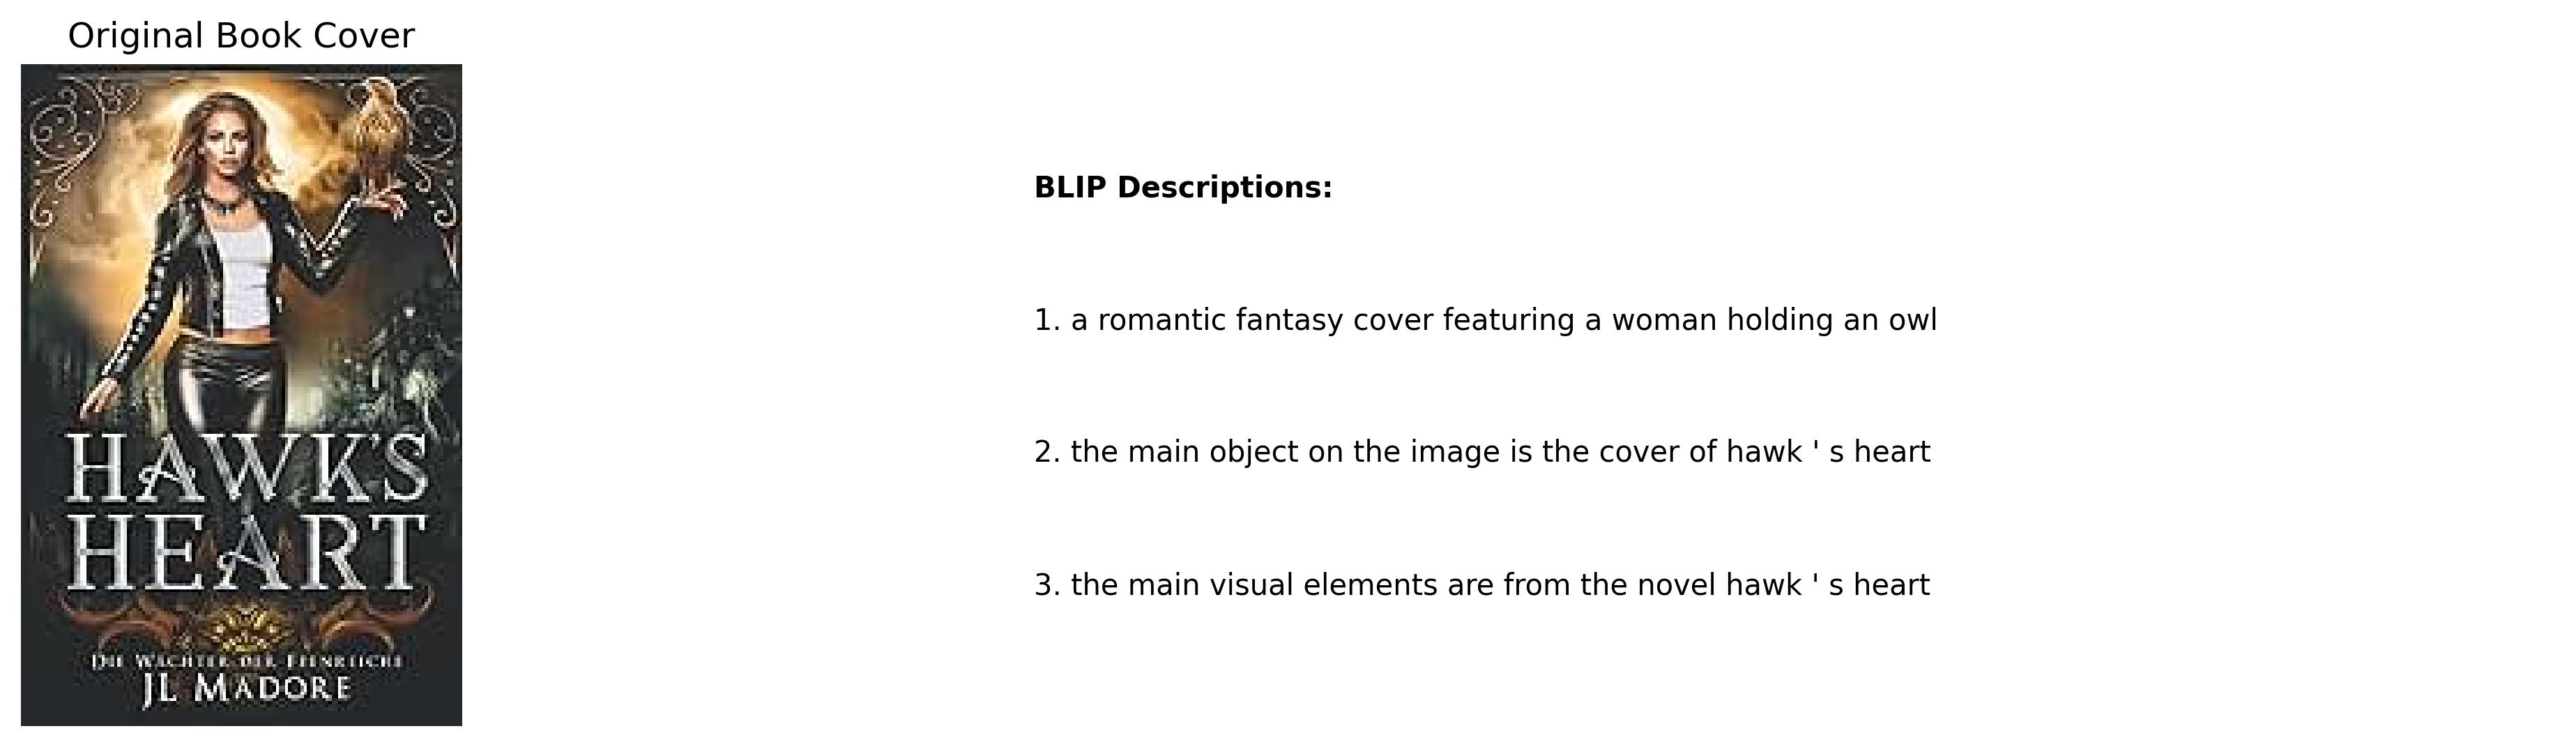 Original Book Cover
HAWK'S
HEART
DIE WÄCHTER DER FEENREICHE
JL MADORE
BLIP Descriptions:
1. a romantic fantasy cover featuring a woman holding an owl
2. the main object on the image is the cover of hawk ' s heart
3. the main visual elements are from the novel hawk ' s heart